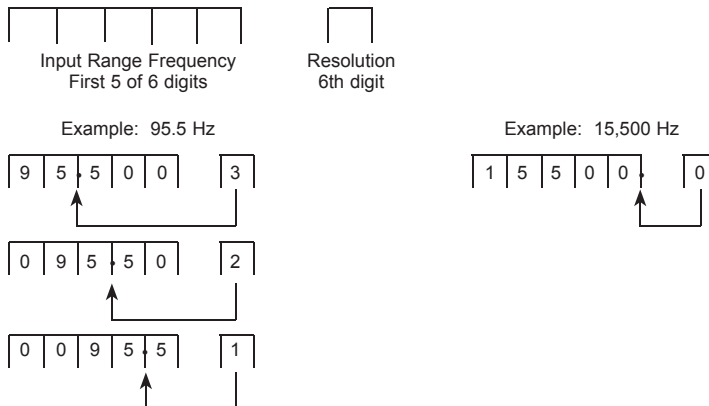 Input Range Frequency
First 5 of 6 digits
Resolution
6th digit
Example: 95.5 Hz
9 5.5 0 0 3
0 9 5.5 0 2
0 0 9 5.5 1
Example: 15,500 Hz
1 5 5 0 0. 0